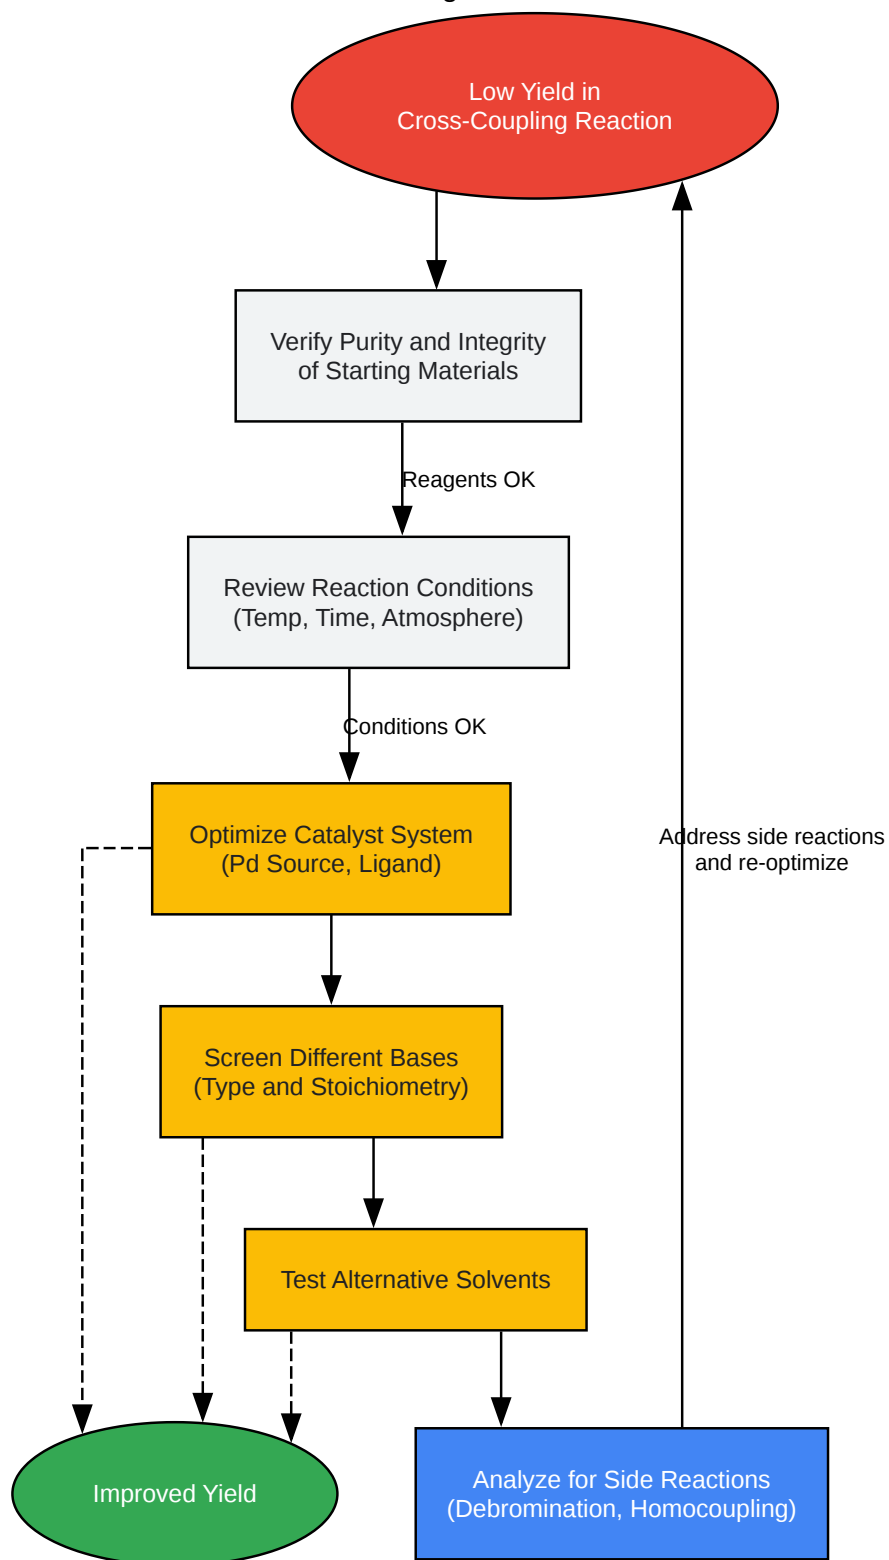 Low Yield in
Cross-Coupling Reaction
Verify Purity and Integrity
of Starting Materials
Reagents OK
Review Reaction Conditions
(Temp, Time, Atmosphere)
Conditions OK
Optimize Catalyst System
(Pd Source, Ligand)
Address side reactions
and re-optimize
Screen Different Bases
(Type and Stoichiometry)
Test Alternative Solvents
Improved Yield
Analyze for Side Reactions
(Debromination, Homocoupling)